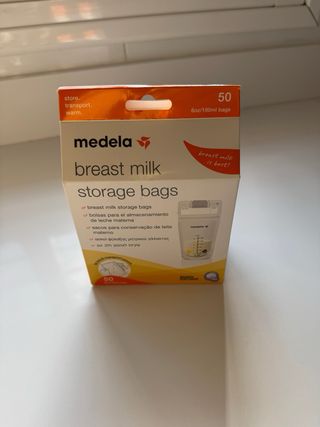 store.
transport.
warm.
50
6oz/180ml bags
medela
breast milk
is best!
breast milk
storage bags
breast milk storage bags
bolsas para el almacenamiento
de leche materna
sacos para conservação de leite
materno
50